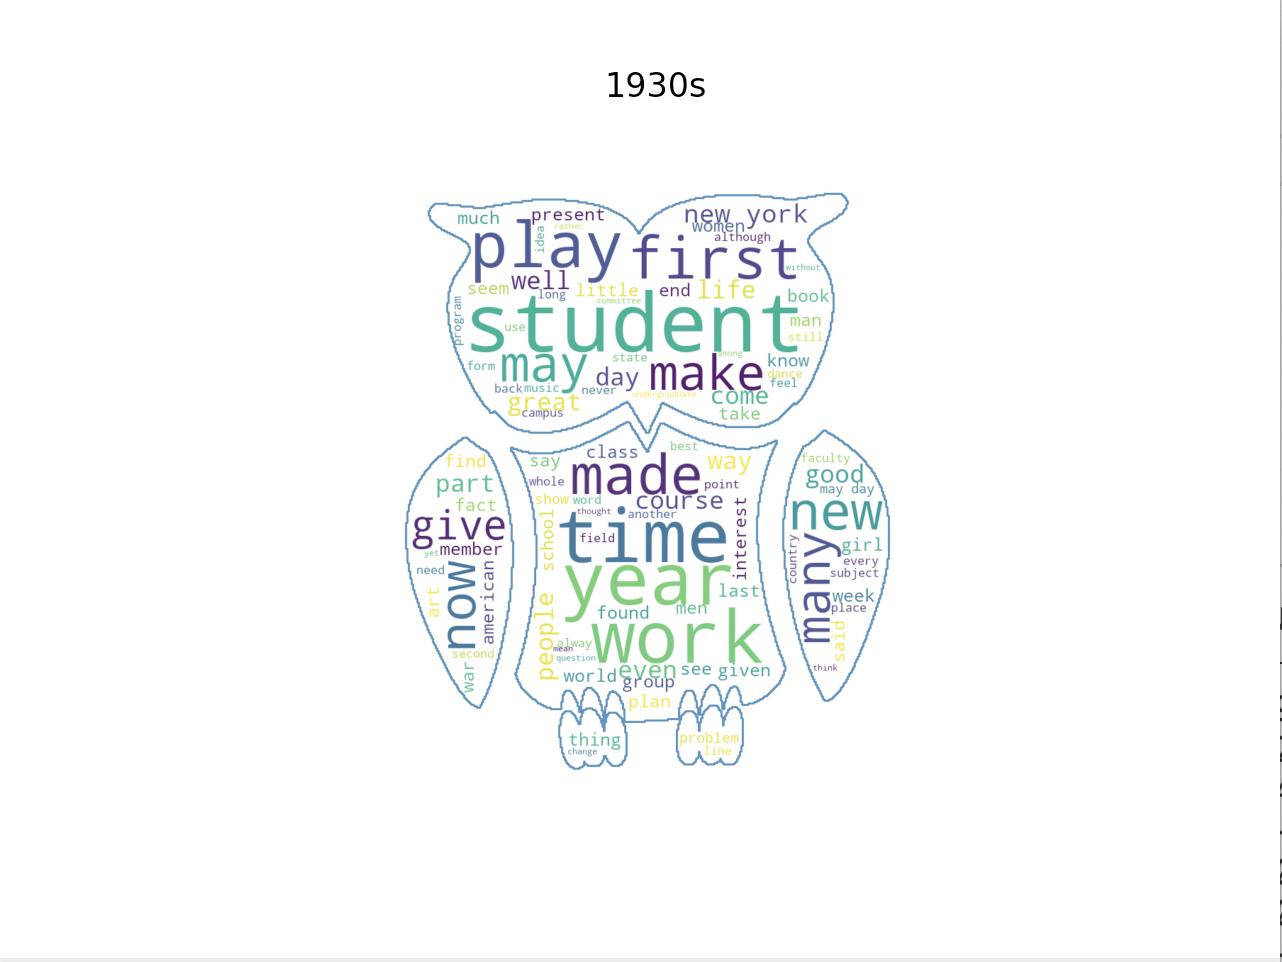 1930s
much
present
rather
idea
play
new york
women
although
first
without
well
long
seem
little
committee
end
life
book
program
student
use
man
still
form
may
state
among
make
know
dance
feel
day
never
back
music
great
campus
undergraduate
come
take
find
part
fact
give
member
yet
need
now
american
art
second
war
say
class
best
way
whole
made
point
show
word
course
thought
another
school
time
field
interest
year
last
people
found
men
work
alway
mean
question
world
even
see
given
group
plan
faculty
good
may day
new
country
many
girl
every
subject
week
place
said
think
thing
change
problem
line